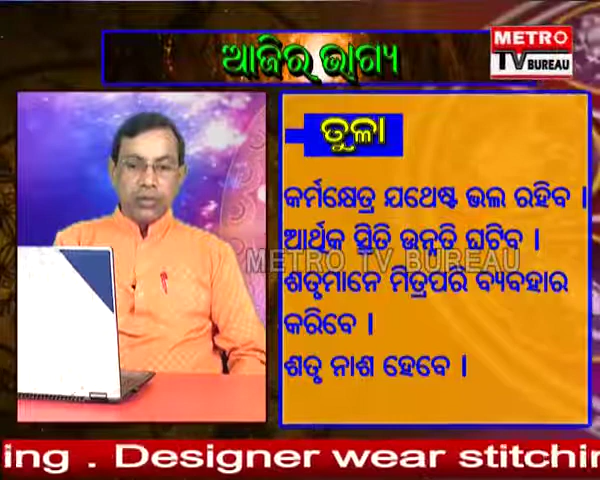 ଆଜିର ଭାଗ୍ୟ
METRO
TV BUREAU
ତୁଳା
କର୍ମକ୍ଷେତ୍ର ଯଥେଷ୍ଟ ଭଲ ରହିବ ।
ଆର୍ଥିକ ସ୍ଥିତି ଉନ୍ନତି ଘଟିବ ।
ଶତୃମାନେ ମିତ୍ରପରି ବ୍ୟବହାର
କରିବେ ।
ଶତୃ ନାଶ ହେବେ ।
METRO TV BUREAU
ing . Designer wear stitchin